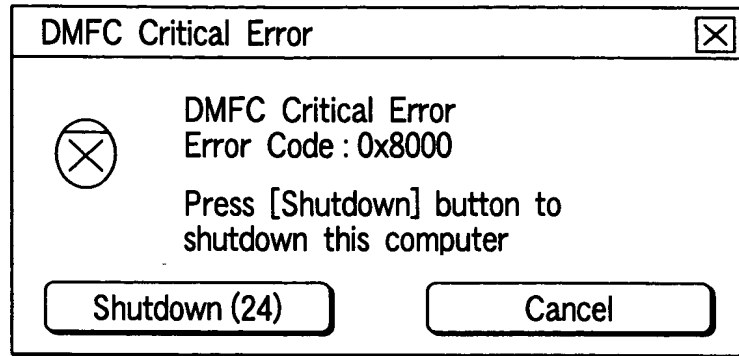 DMFC Critical Error
DMFC Critical Error
Error Code : 0x8000
Press [Shutdown] button to
shutdown this computer
Shutdown (24)
Cancel